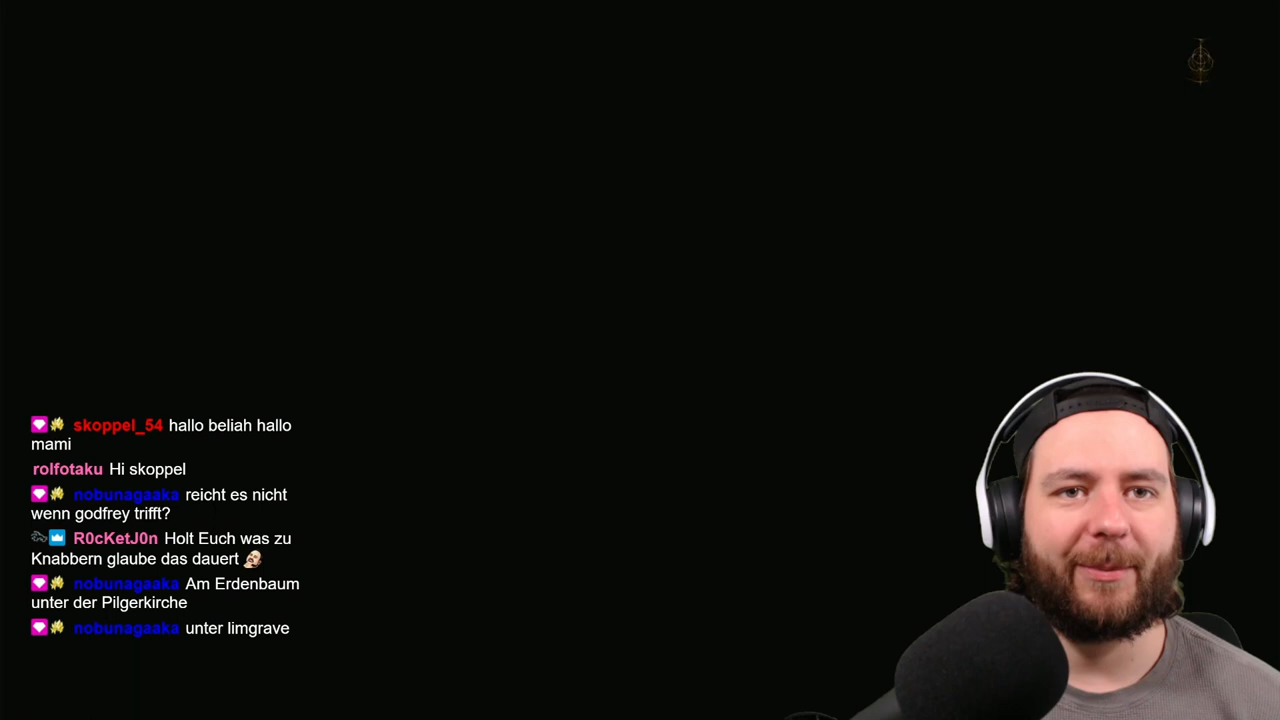 skoppel_54 hallo beliah hallo
mami
rolfotaku Hi skoppel
nobunagaaka reicht es nicht
wenn godfrey trifft?
R0cKetJ0n Holt Euch was zu
Knabbern glaube das dauert
nobunagaaka Am Erdenbaum
unter der Pilgerkirche
nobunagaaka unter limgrave